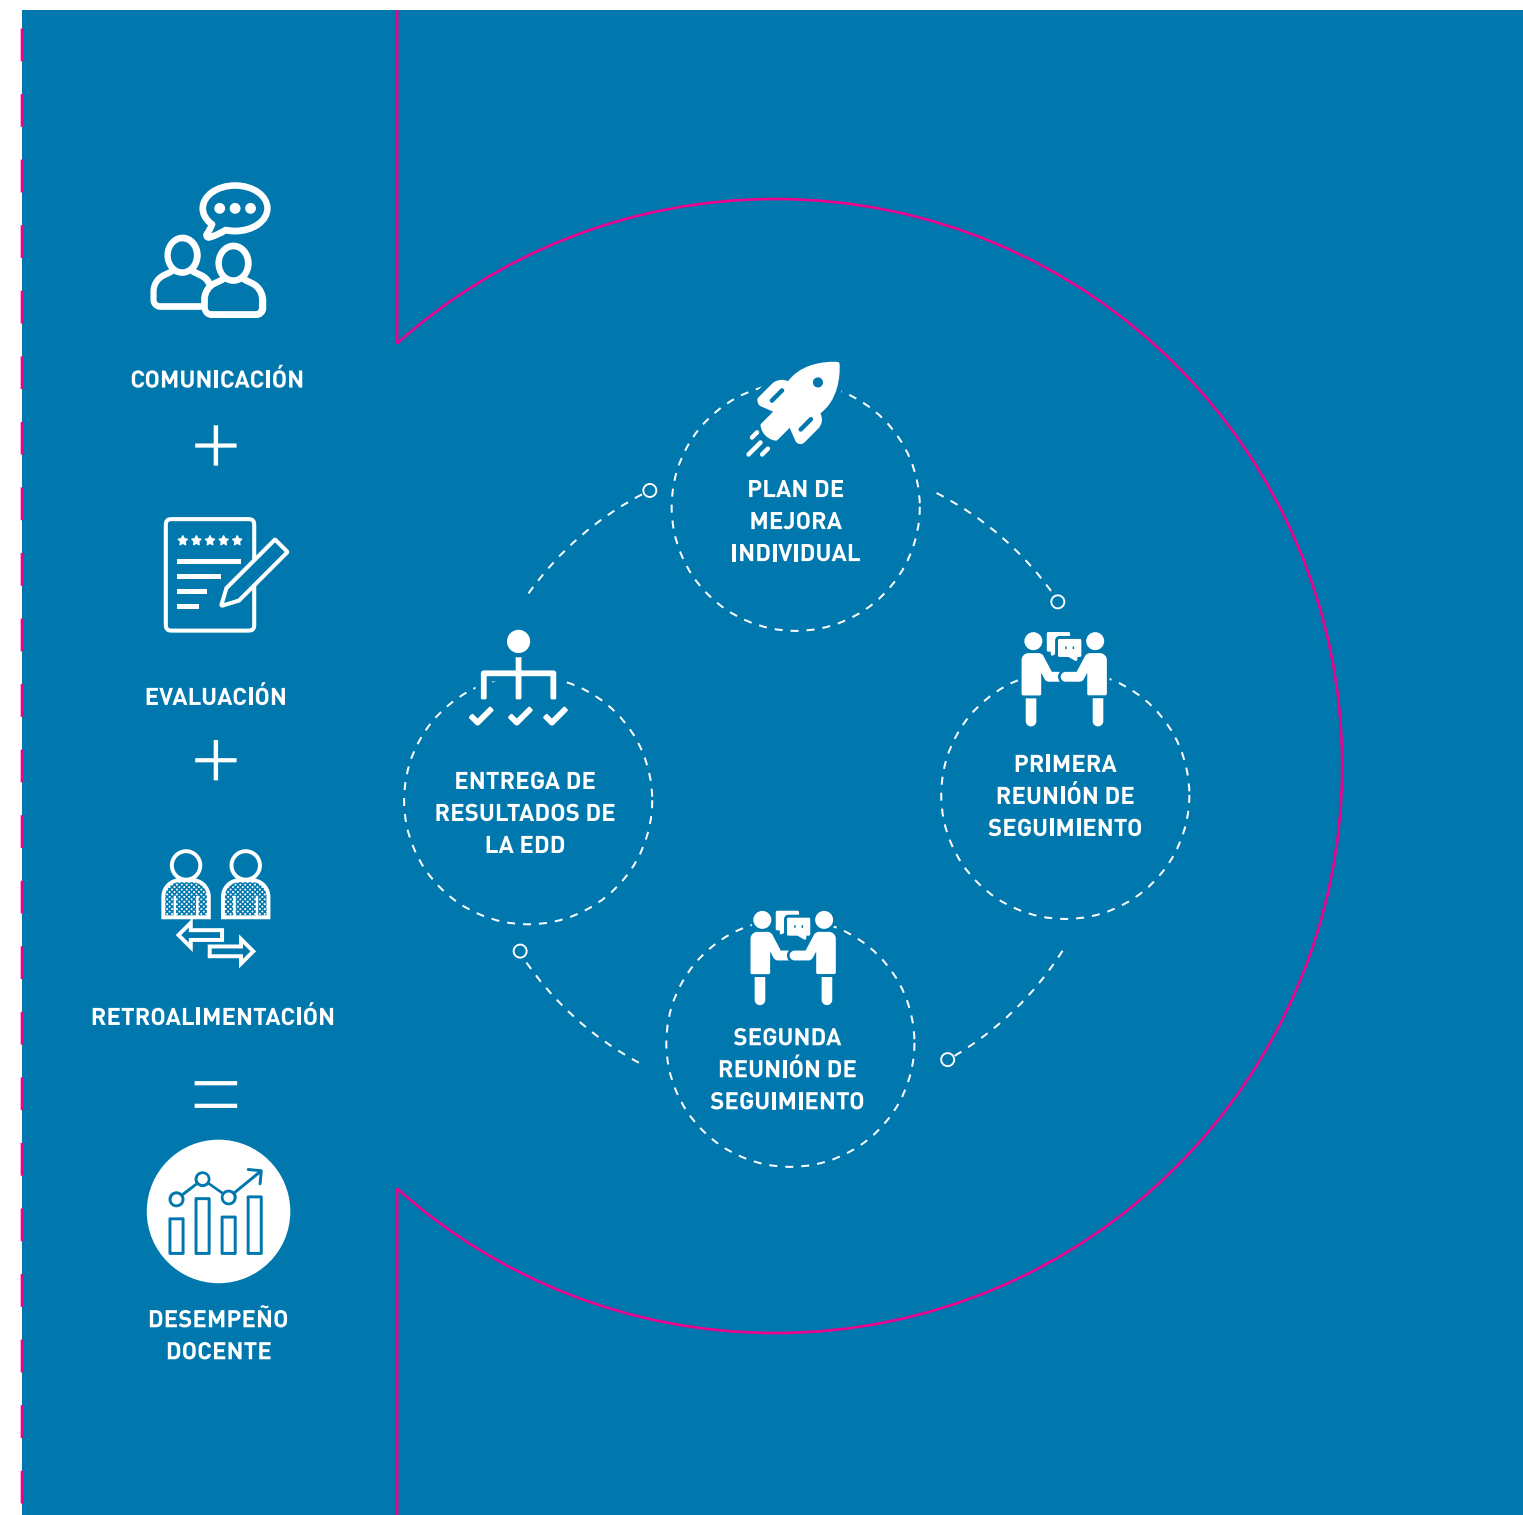 COMUNICACIÓN
+
EVALUACIÓN
+
RETROALIMENTACIÓN
=
DESEMPEÑO
DOCENTE
PLAN DE
MEJORA
INDIVIDUAL
PRIMERA
REUNIÓN DE
SEGUIMIENTO
SEGUNDA
REUNIÓN DE
SEGUIMIENTO
ENTREGA DE
RESULTADOS DE
LA EDD